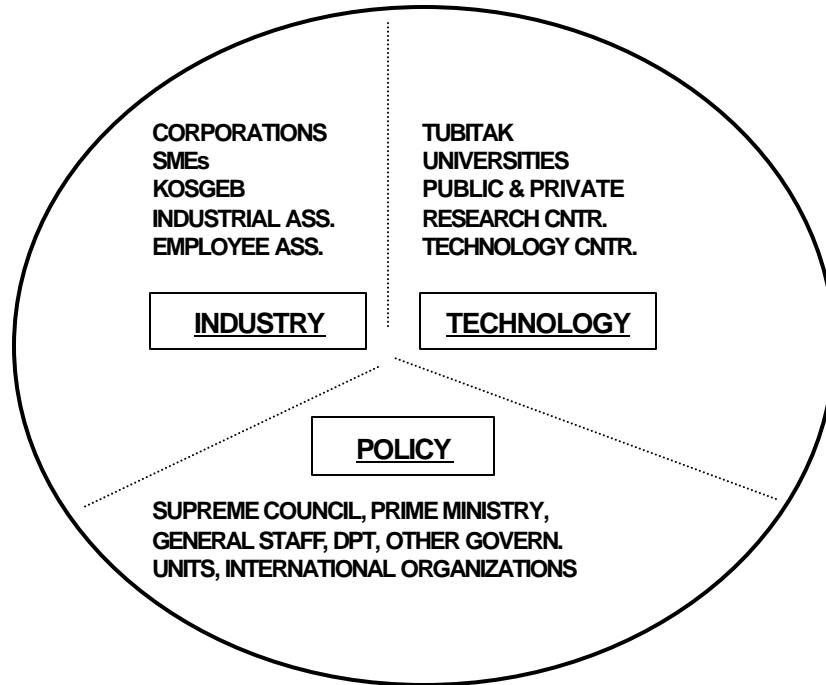 CORPORATIONS
SMEs
KOSGEB
INDUSTRIAL ASS.
EMPLOYEE ASS.
INDUSTRY
TUBITAK
UNIVERSITIES
PUBLIC & PRIVATE
RESEARCH CNTR.
TECHNOLOGY CNTR.
TECHNOLOGY
POLICY
SUPREME COUNCIL, PRIME MINISTRY,
GENERAL STAFF, DPT, OTHER GOVERN.
UNITS, INTERNATIONAL ORGANIZATIONS